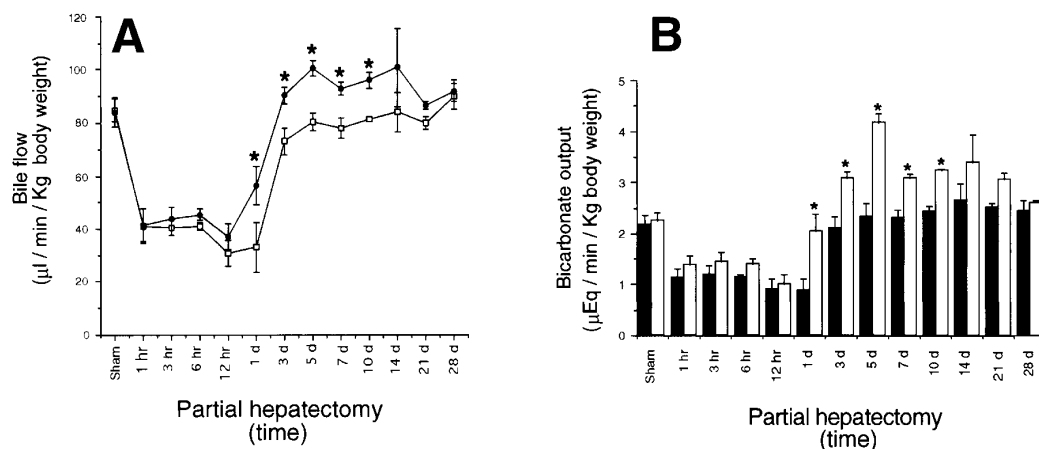 A
Bile flow
(μl / min / Kg body weight)
120
100
80
60
40
20
0
*
*
*
*
*
Sham
1 hr
3 hr
6 hr
12 hr
1 d
3 d
5 d
7 d
10 d
14 d
21 d
28 d
Partial hepatectomy
(time)
B
Bicarbonate output
(μEq / min / Kg body weight)
5
4
3
2
1
0
*
*
*
*
*
Sham
1 hr
3 hr
6 hr
12 hr
1 d
3 d
5 d
7 d
10 d
14 d
21 d
28 d
Partial hepatectomy
(time)